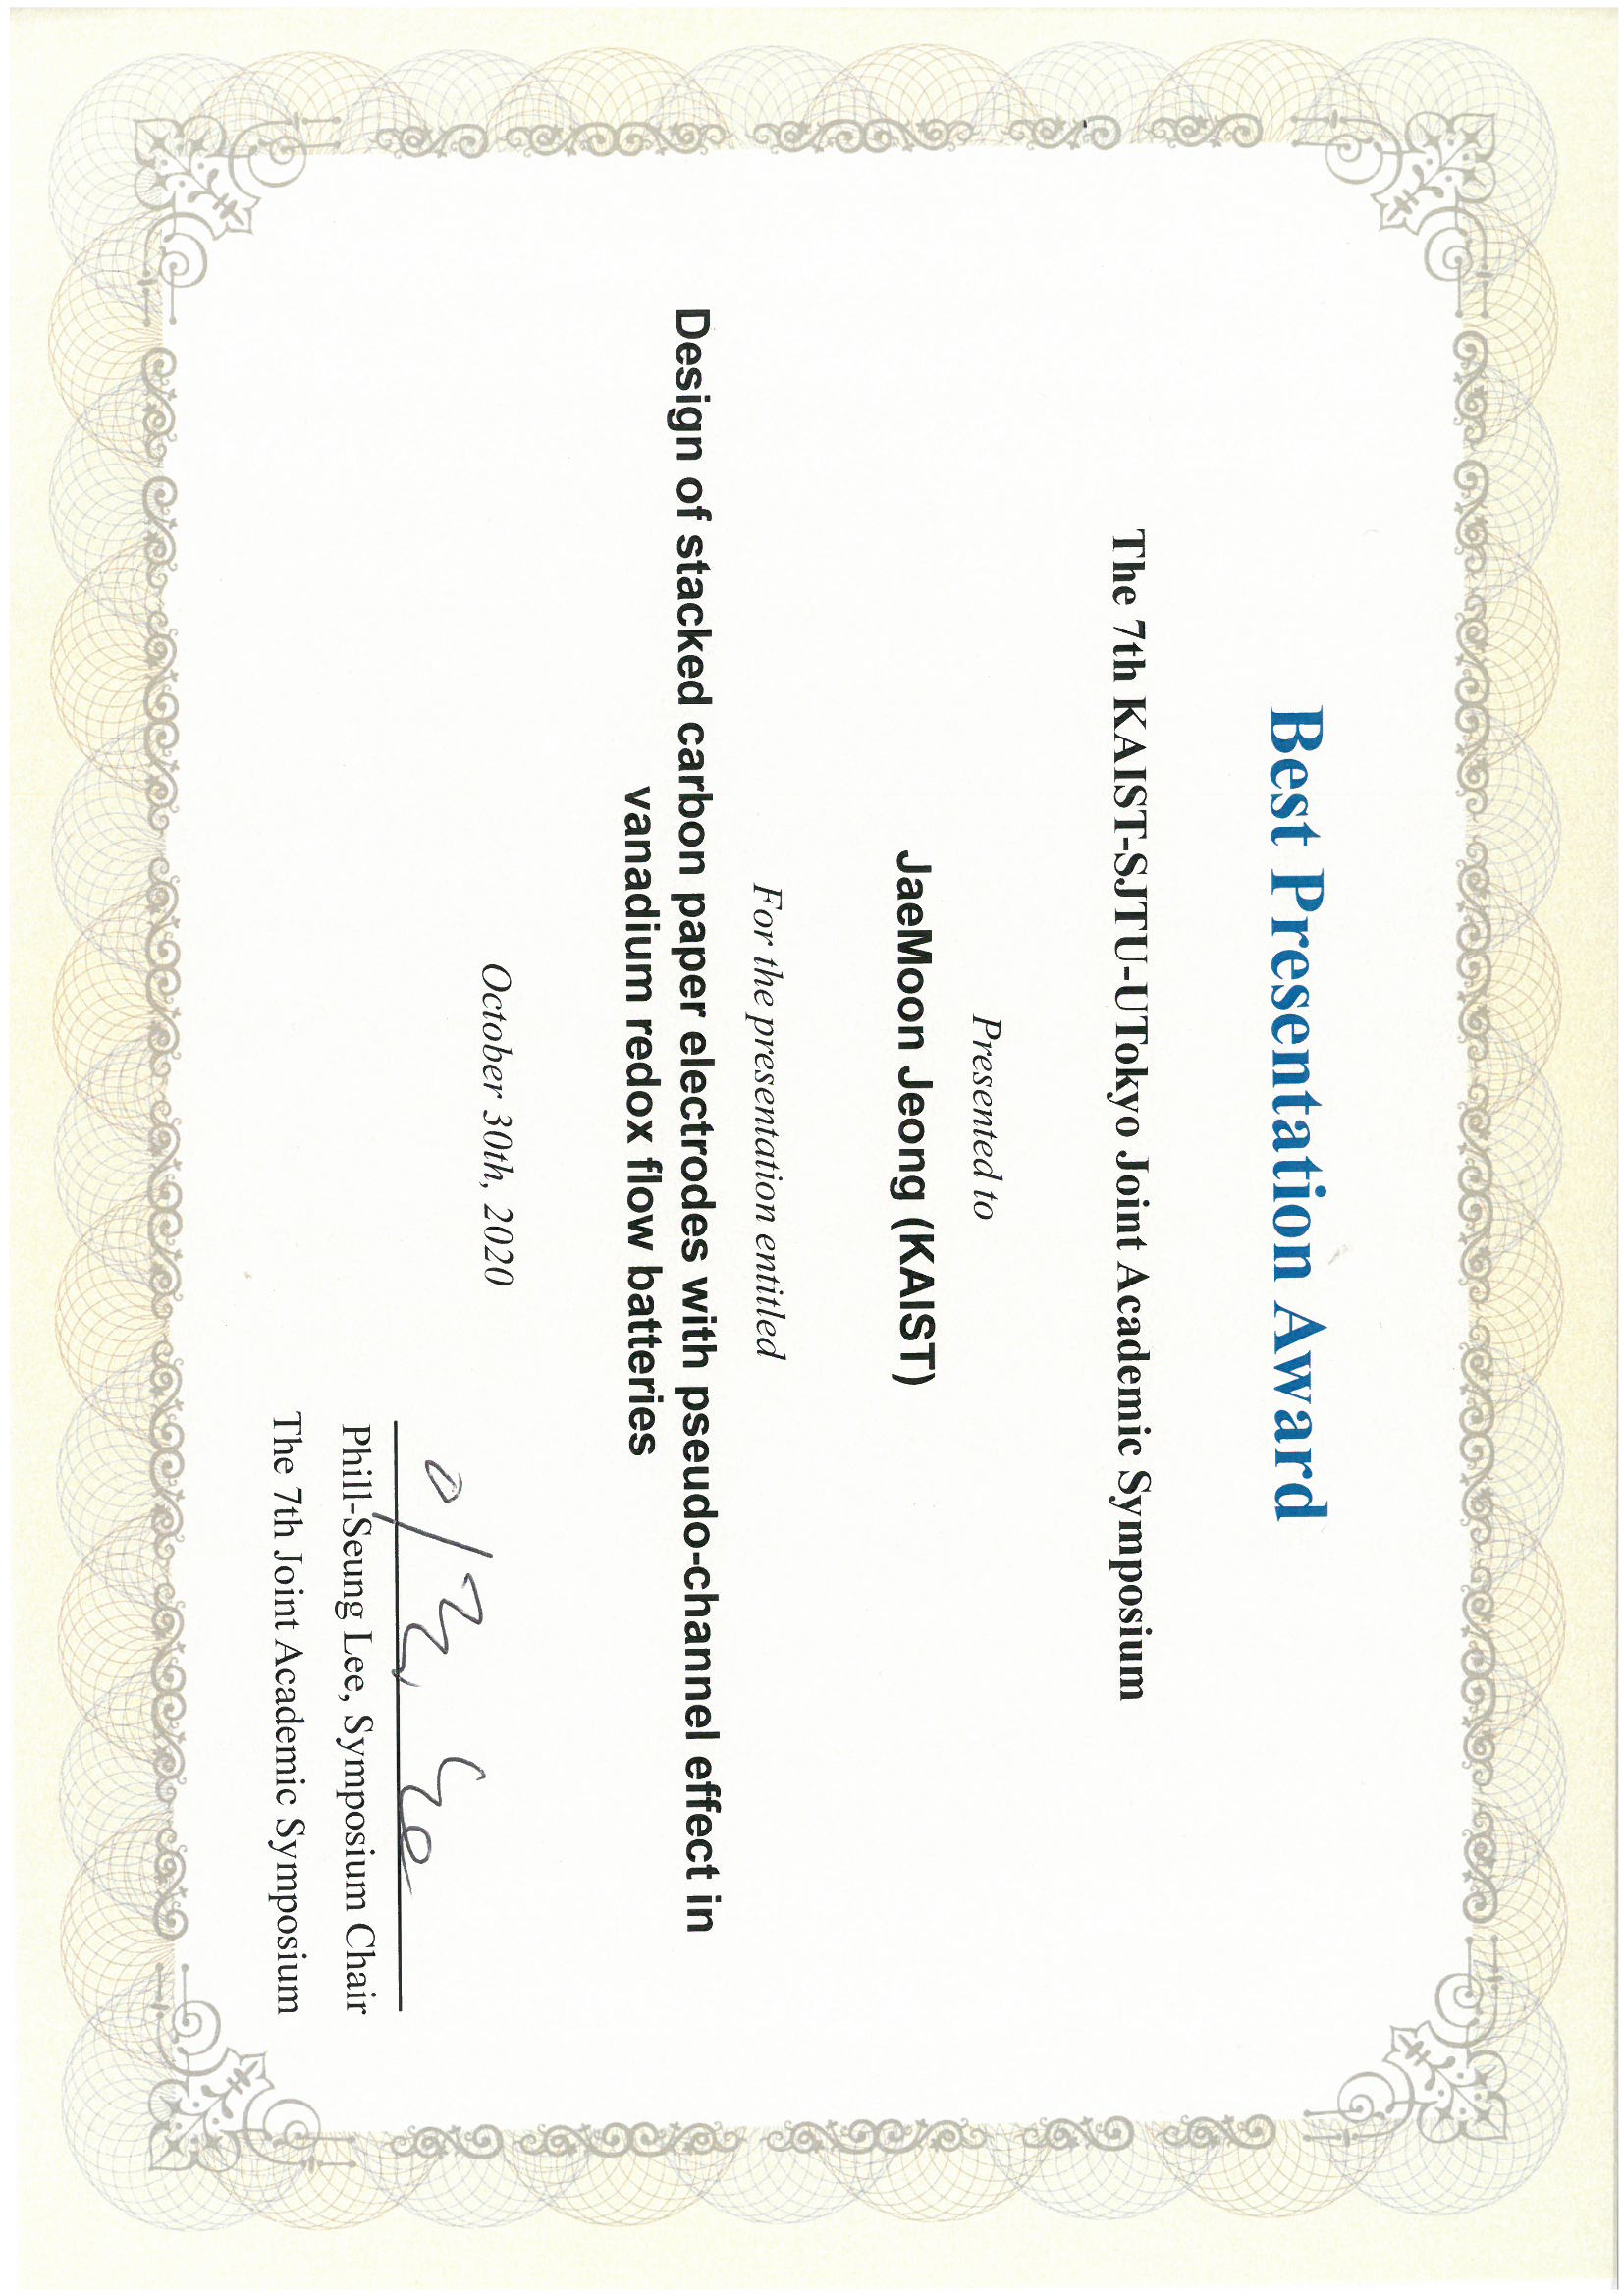 Best Presentation Award
The 7th KAIST-SJTU-UTokyo Joint Academic Symposium
Presented to
JaeMoon Jeong (KAIST)
For the presentation entitled
Design of stacked carbon paper electrodes with pseudo-channel effect in
vanadium redox flow batteries
October 30th, 2020
Phill-Seung Lee, Symposium Chair
The 7th Joint Academic Symposium